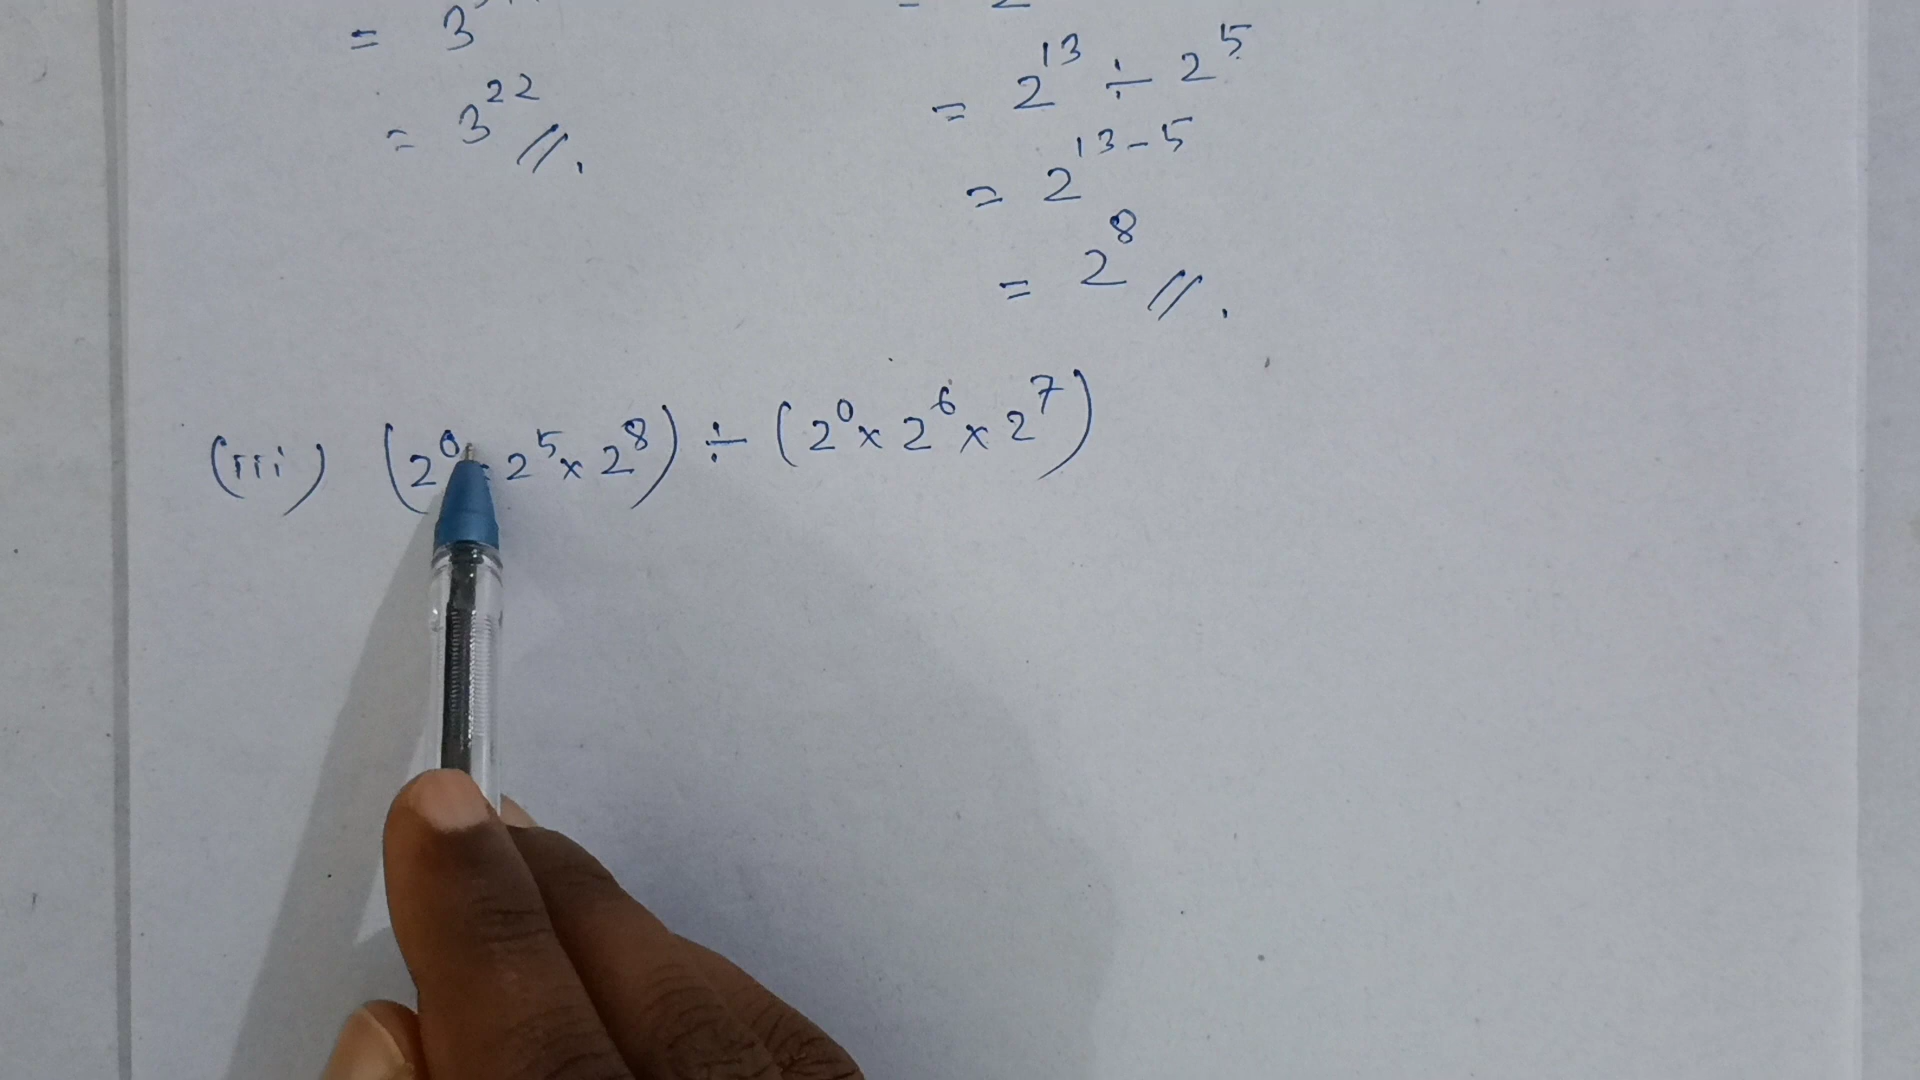 = 3
= 3²²//.
= 2¹³ ÷ 2⁵
= 2¹³⁻⁵
= 2⁸//.
(iii) (2⁰ × 2⁵ × 2⁸) ÷ (2⁰ × 2⁶ × 2⁷)